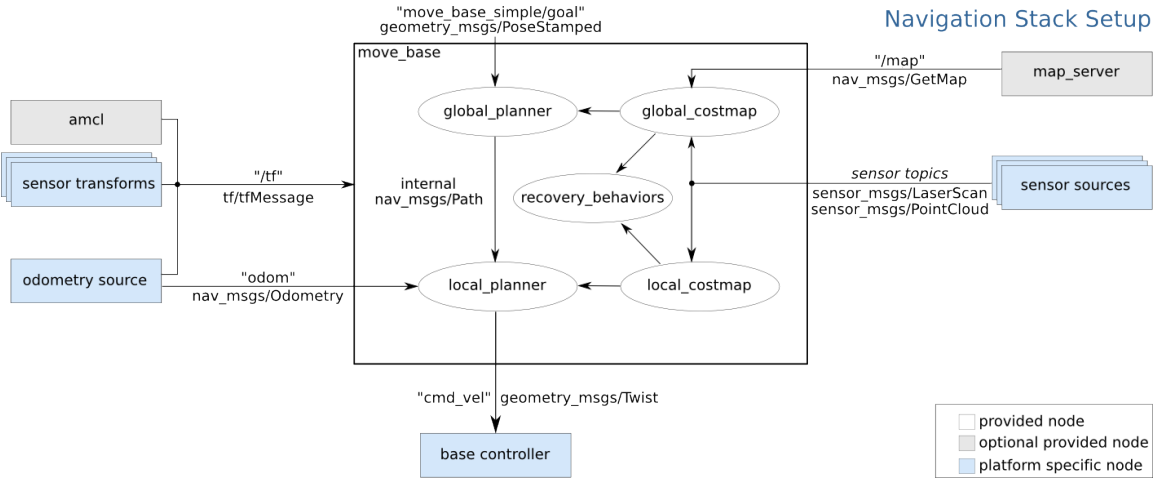 Navigation Stack Setup
"move_base_simple/goal"
geometry_msgs/PoseStamped
move_base
"/map"
nav_msgs/GetMap
map_server
global_planner
global_costmap
amcl
sensor transforms
"/tf"
tf/tfMessage
internal
nav_msgs/Path
recovery_behaviors
sensor topics
sensor_msgs/LaserScan
sensor_msgs/PointCloud
sensor sources
odometry source
"odom"
nav_msgs/Odometry
local_planner
local_costmap
"cmd_vel" geometry_msgs/Twist
base controller
provided node
optional provided node
platform specific node